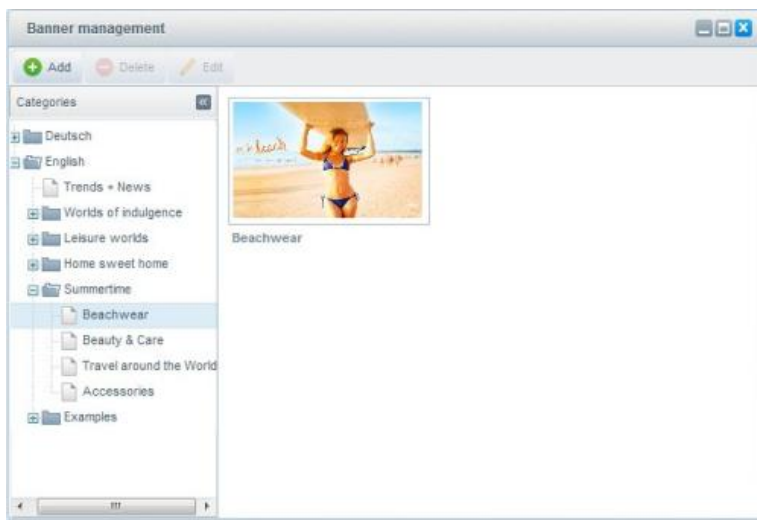 Banner management
Add Delete Edit
Categories
Deutsch
English
Trends + News
Worlds of indulgence
Leisure worlds
Home sweet home
Summertime
Beachwear
Beauty & Care
Travel around the World
Accessories
Examples
beach
Beachwear